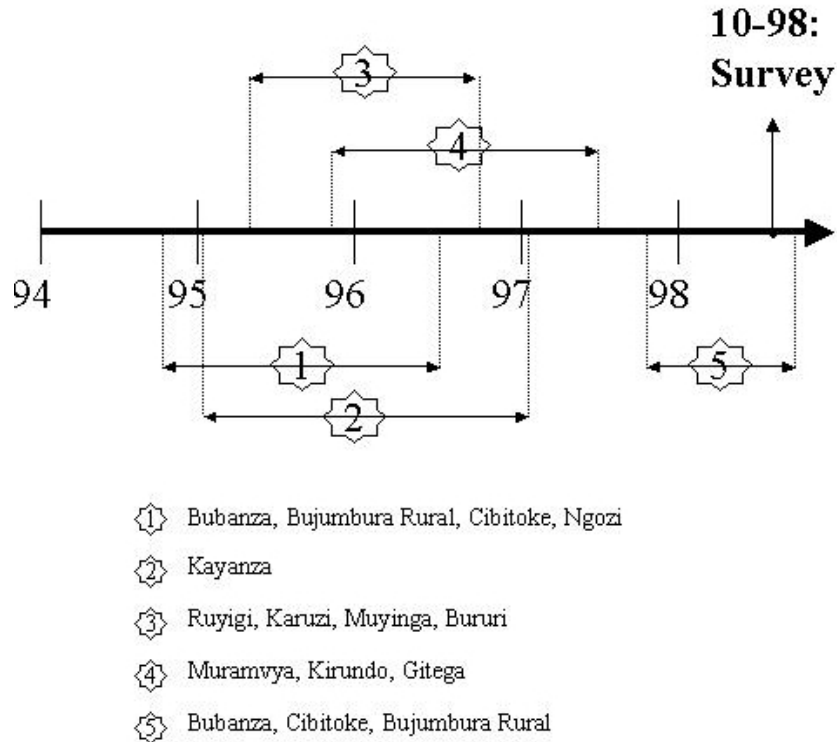 10-98:
Survey
3
4
94 95 96 97 98
1
5
2
1 Bubanza, Bujumbura Rural, Cibitoke, Ngozi
2 Kayanza
3 Ruyigi, Karuzi, Muyinga, Bururi
4 Muramvya, Kirundo, Gitega
5 Bubanza, Cibitoke, Bujumbura Rural